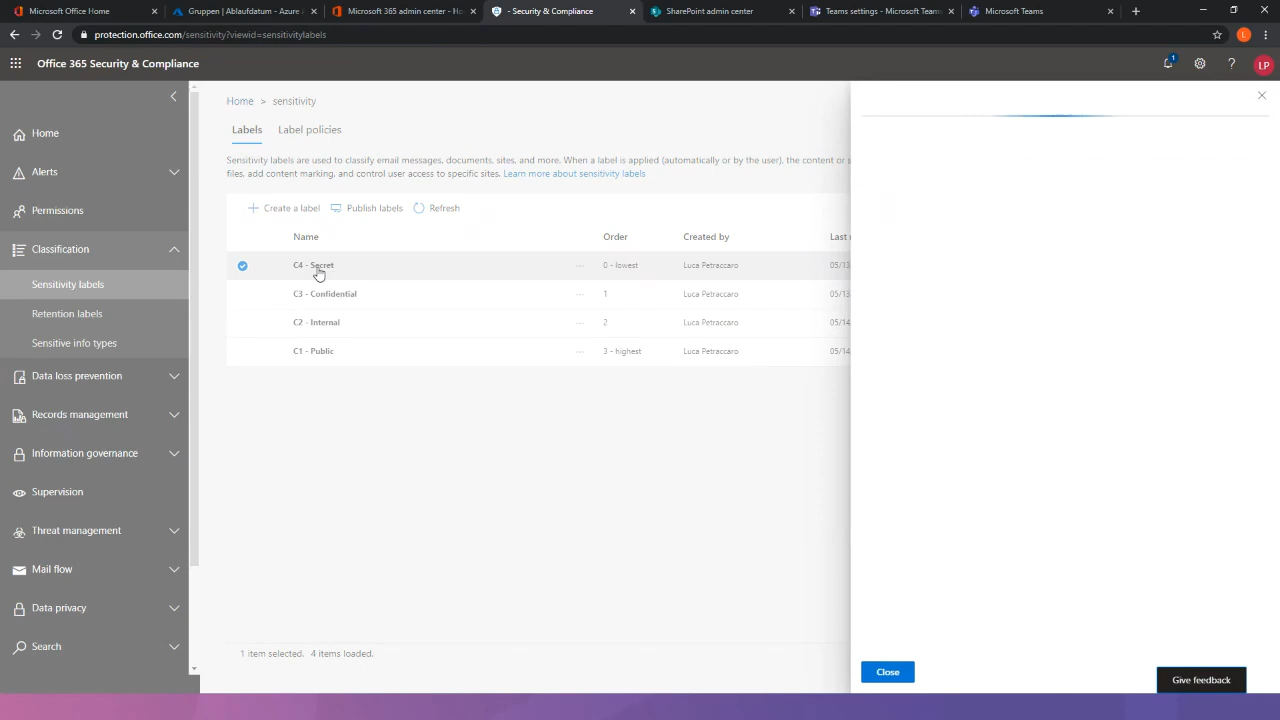 Microsoft Office Home
Gruppen | Ablaufdatum - Azure A
Microsoft 365 admin center - Ho
- Security & Compliance
SharePoint admin center
Teams settings - Microsoft Teams
Microsoft Teams
protection.office.com/sensitivity?viewid=sensitivitylabels
L
Office 365 Security & Compliance
1
?
LP
Home > sensitivity
Home
Labels
Label policies
Sensitivity labels are used to classify email messages, documents, sites, and more. When a label is applied (automatically or by the user), the content or s
files, add content marking, and control user access to specific sites. Learn more about sensitivity labels
Alerts
Permissions
Create a label
Publish labels
Refresh
Classification
Name
Order
Created by
Last
Sensitivity labels
C4 - Secret
0 - lowest
Luca Petraccaro
05/13
Retention labels
C3 - Confidential
1
Luca Petraccaro
05/13
Sensitive info types
C2 - Internal
2
Luca Petraccaro
05/14
Data loss prevention
C1 - Public
3 - highest
Luca Petraccaro
05/14
Records management
Information governance
Supervision
Threat management
Mail flow
Data privacy
Search
1 item selected. 4 items loaded.
Close
Give feedback